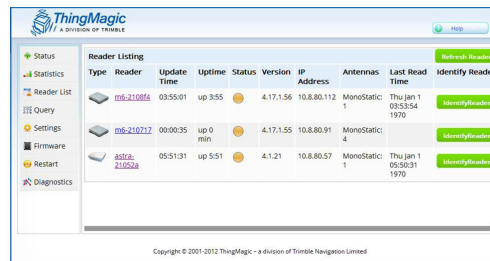 ThingMagic
A DIVISION OF TRIMBLE
Help
Status
Statistics
Reader List
Query
Settings
Firmware
Restart
Diagnostics
Reader Listing
Refresh Reader
Type Reader Update Time Uptime Status Version IP Address Antennas Last Read Time Identify Reade
m6-2108f4 03:55:01 up 3:55 4.17.1.56 10.8.80.112 MonoStatic: 1 Thu Jan 1 03:53:54 1970 IdentifyReader
m6-210717 00:00:35 up 0 min 4.17.1.55 10.8.80.91 MonoStatic: 4 IdentifyReader
astra-21052a 05:51:31 up 5:51 4.1.21 10.8.80.57 MonoStatic: 1 Thu Jan 1 05:50:31 1970 IdentifyReader
Copyright © 2001-2012 ThingMagic – a division of Trimble Navigation Limited